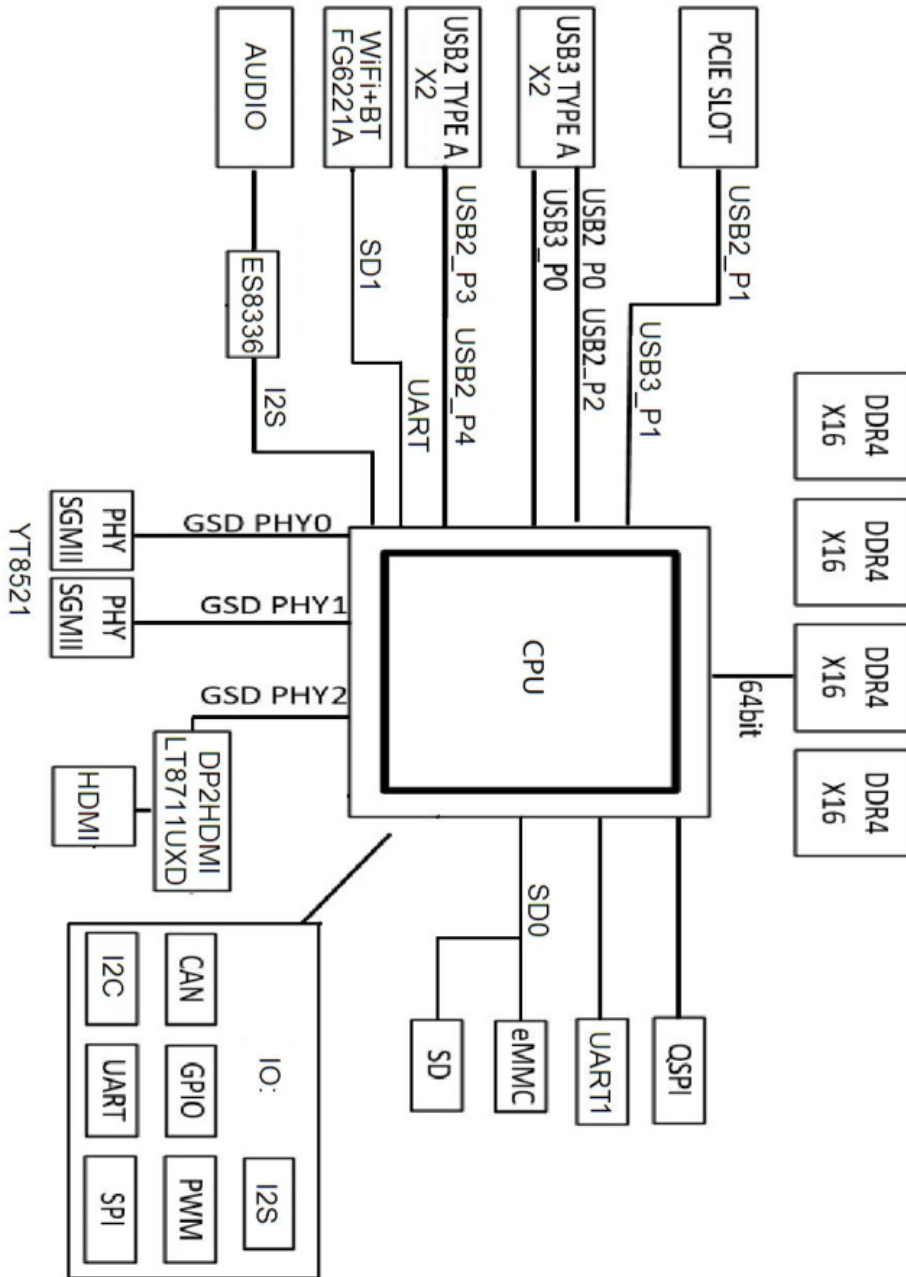 AUDIO
WiFi+BT
FG6221A
USB2 TYPE A
X2
USB3 TYPE A
X2
PCIE SLOT
ES8336
I2S
SD1
UART
USB2_P3 USB2_P4
USB3_P0
USB2_P0 USB2_P2
USB2_P1
USB3_P1
DDR4
X16
DDR4
X16
DDR4
X16
DDR4
X16
64bit
CPU
GSD PHY0
GSD PHY1
GSD PHY2
PHY
SGMII
PHY
SGMII
YT8521
DP2HDMI
LT8711UXD
HDMI
SD0
SD
eMMC
UART1
QSPI
IO:
I2S
CAN
GPIO
PWM
I2C
UART
SPI